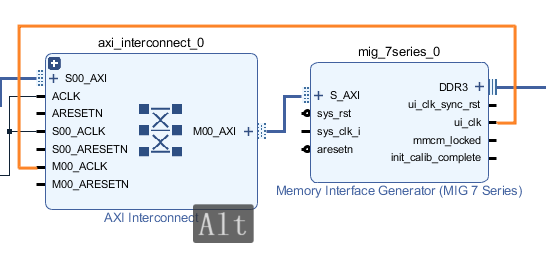 axi_interconnect_0
S00_AXI
ACLK
ARESETN
S00_ACLK
S00_ARESETN
M00_ACLK
M00_ARESETN
M00_AXI
AXI Interconnect
Alt
mig_7series_0
S_AXI
sys_rst
sys_clk_i
aresetn
DDR3
ui_clk_sync_rst
ui_clk
mmcm_locked
init_calib_complete
Memory Interface Generator (MIG 7 Series)